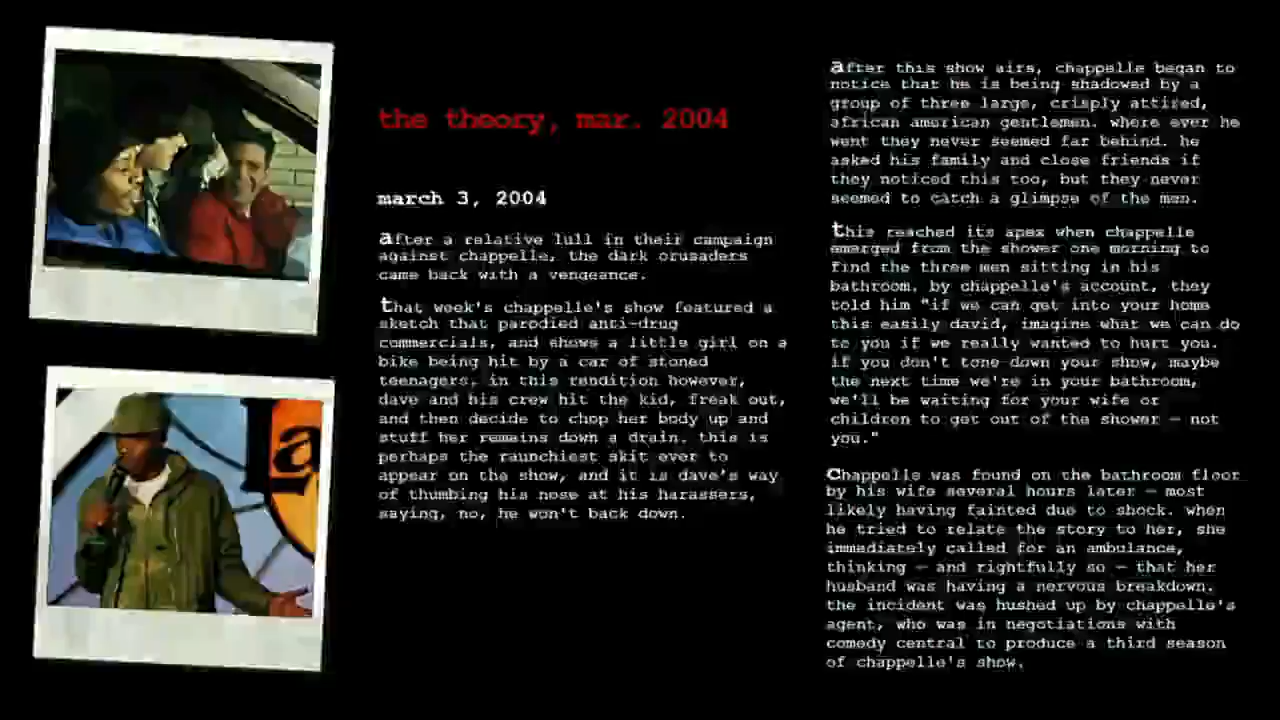 the theory, mar. 2004
march 3, 2004
after a relative lull in their campaign
against chappelle, the dark crusaders
came back with a vengeance.
that week's chappelle's show featured a
sketch that parodied anti-drug
commercials, and shows a little girl on a
bike being hit by a car of stoned
teenagers. in this rendition however,
dave and his crew hit the kid, freak out,
and then decide to chop her body up and
stuff her remains down a drain. this is
perhaps the raunchiest skit ever to
appear on the show, and it is dave's way
of thumbing his nose at his harassers,
saying, no, he won't back down.
after this show airs, chappelle began to
notice that he is being shadowed by a
group of three large, crisply attired,
african american gentlemen. where ever he
went they never seemed far behind. he
asked his family and close friends if
they noticed this too, but they never
seemed to catch a glimpse of the men.
this reached its apex when chappelle
emerged from the shower one morning to
find the three men sitting in his
bathroom. by chappelle's account, they
told him "if we can get into your home
this easily david, imagine what we can do
to you if we really wanted to hurt you.
if you don't tone down your show, maybe
the next time we're in your bathroom,
we'll be waiting for your wife or
children to get out of the shower - not
you."
Chappelle was found on the bathroom floor
by his wife several hours later - most
likely having fainted due to shock. when
he tried to relate the story to her, she
immediately called for an ambulance,
thinking - and rightfully so - that her
husband was having a nervous breakdown.
the incident was hushed up by chappelle's
agent, who was in negotiations with
comedy central to produce a third season
of chappelle's show.